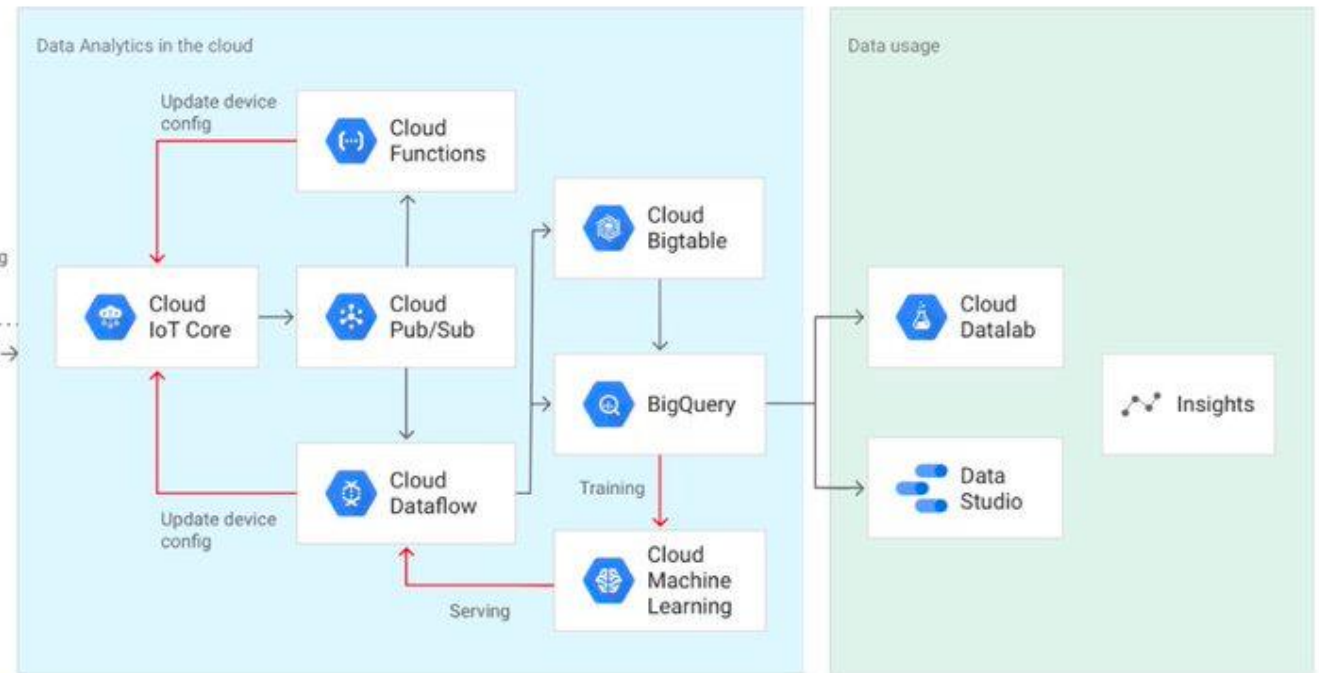 Data Analytics in the cloud
Data usage
Update device
config
Cloud
Functions
Cloud
Bigtable
g
Cloud
IoT Core
Cloud
Pub/Sub
Cloud
Datalab
BigQuery
Insights
Cloud
Dataflow
Training
Data
Studio
Update device
config
Cloud
Machine
Learning
Serving